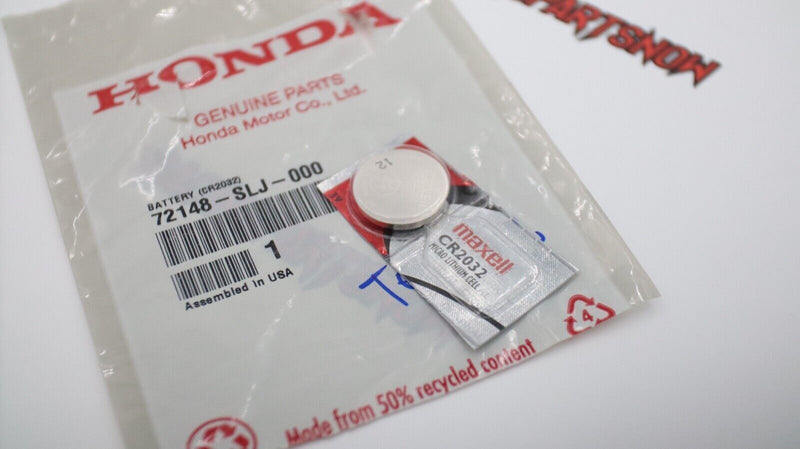 PARTSNOW
HONDA
GENUINE PARTS
Honda Motor Co., Ltd.
BATTERY (CR2032)
72148-SLJ-000
1
Assembled in USA
12
maxell
CR2032
MICRO LITHIUM CELL
4
Made from 50% recycled content